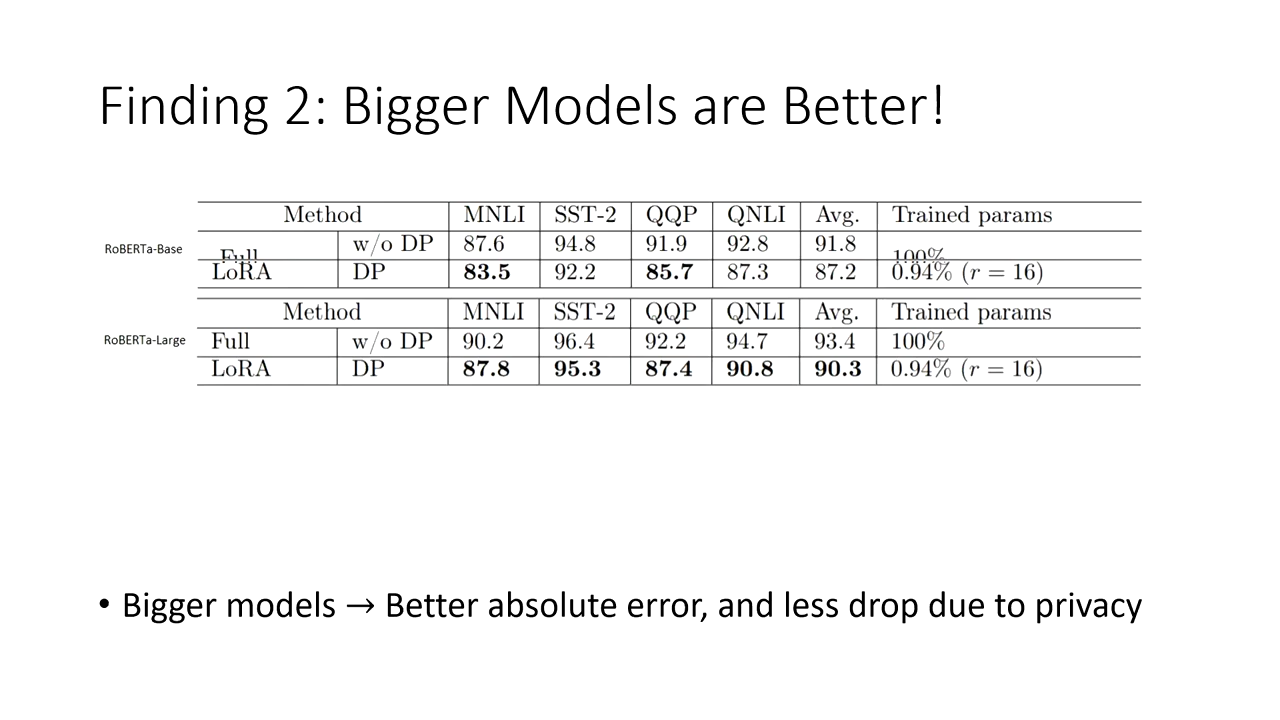 Finding 2: Bigger Models are Better!
Method MNLI SST-2 QQP QNLI Avg. Trained params
RoBERTa-Base Full w/o DP 87.6 94.8 91.9 92.8 91.8 100%
LoRA DP 83.5 92.2 85.7 87.3 87.2 0.94% (r = 16)
Method MNLI SST-2 QQP QNLI Avg. Trained params
RoBERTa-Large Full w/o DP 90.2 96.4 92.2 94.7 93.4 100%
LoRA DP 87.8 95.3 87.4 90.8 90.3 0.94% (r = 16)
• Bigger models → Better absolute error, and less drop due to privacy